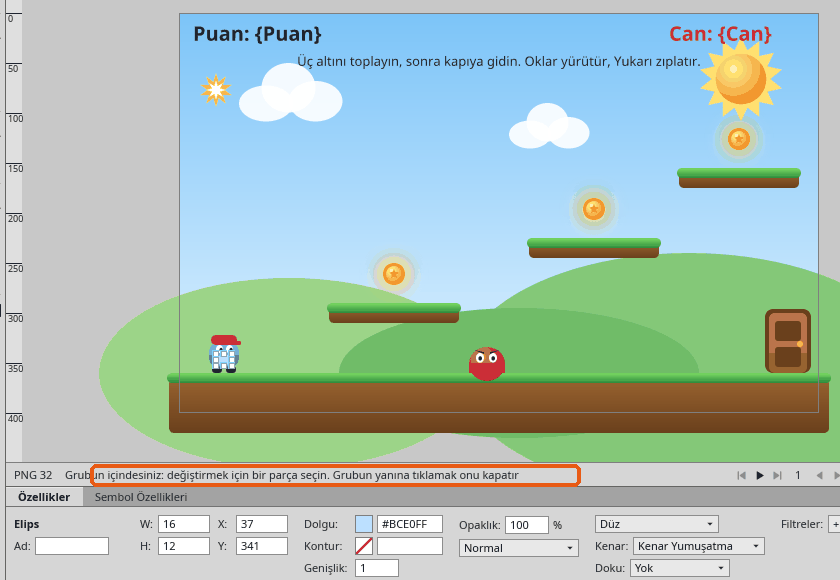 0
50
100
150
200
250
300
350
400
Puan: {Puan}
Can: {Can}
Üç altını toplayın, sonra kapıya gidin. Oklar yürütür, Yukarı zıplatır.
PNG 32 Grubun içindesiniz: değiştirmek için bir parça seçin. Grubun yanına tıklamak onu kapatır 1
Özellikler Sembol Özellikleri
Elips W: 16 X: 37 Dolgu: #BCE0FF Opaklık: 100 % Düz Filtreler: +
Ad: H: 12 Y: 341 Kontur: Normal Kenar: Kenar Yumuşatma
Genişlik: 1 Doku: Yok